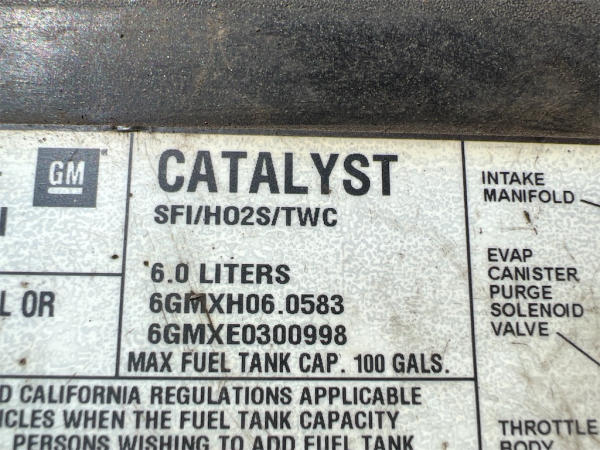 GM
CATALYST
SFI/HO2S/TWC
6.0 LITERS
6GMXH06.0583
6GMXE0300998
MAX FUEL TANK CAP. 100 GALS.
L OR
D CALIFORNIA REGULATIONS APPLICABLE
ICLES WHEN THE FUEL TANK CAPACITY
PERSONS WISHING TO ADD FUEL TANK
INTAKE
MANIFOLD
EVAP
CANISTER
PURGE
SOLENOID
VALVE
THROTTLE
BODY